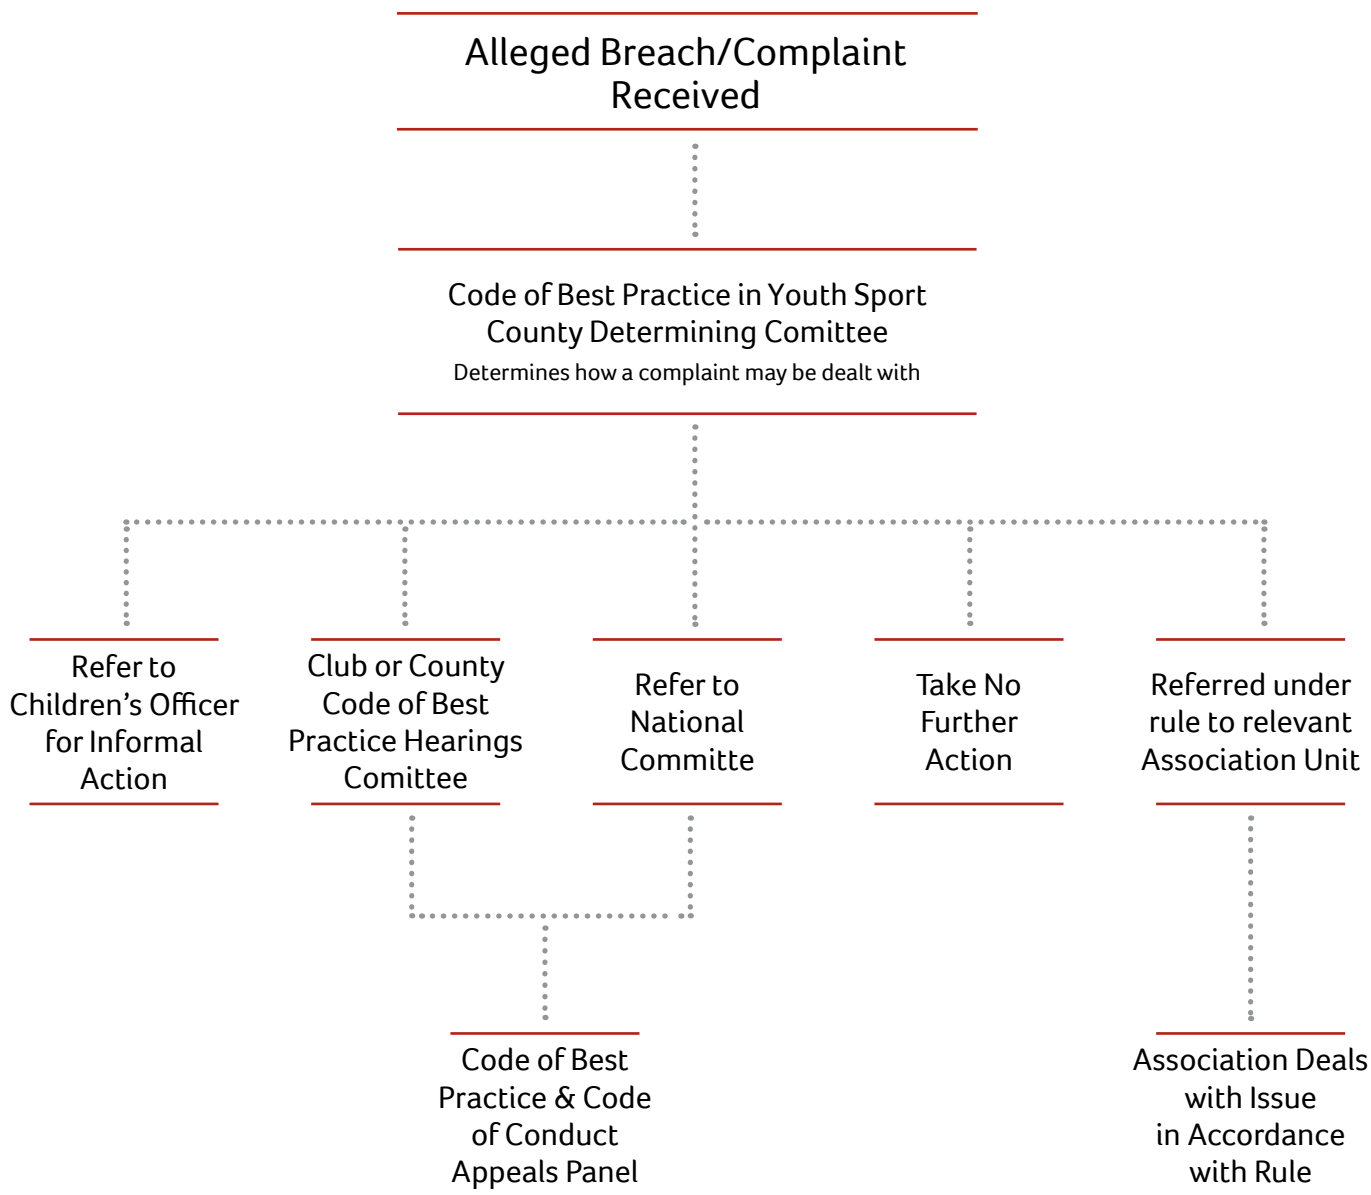 Alleged Breach/Complaint
Received
Code of Best Practice in Youth Sport
County Determining Comittee
Determines how a complaint may be dealt with
Refer to
Children's Officer
for Informal
Action
Club or County
Code of Best
Practice Hearings
Comittee
Refer to
National
Committe
Take No
Further
Action
Referred under
rule to relevant
Association Unit
Code of Best
Practice & Code
of Conduct
Appeals Panel
Association Deals
with Issue
in Accordance
with Rule